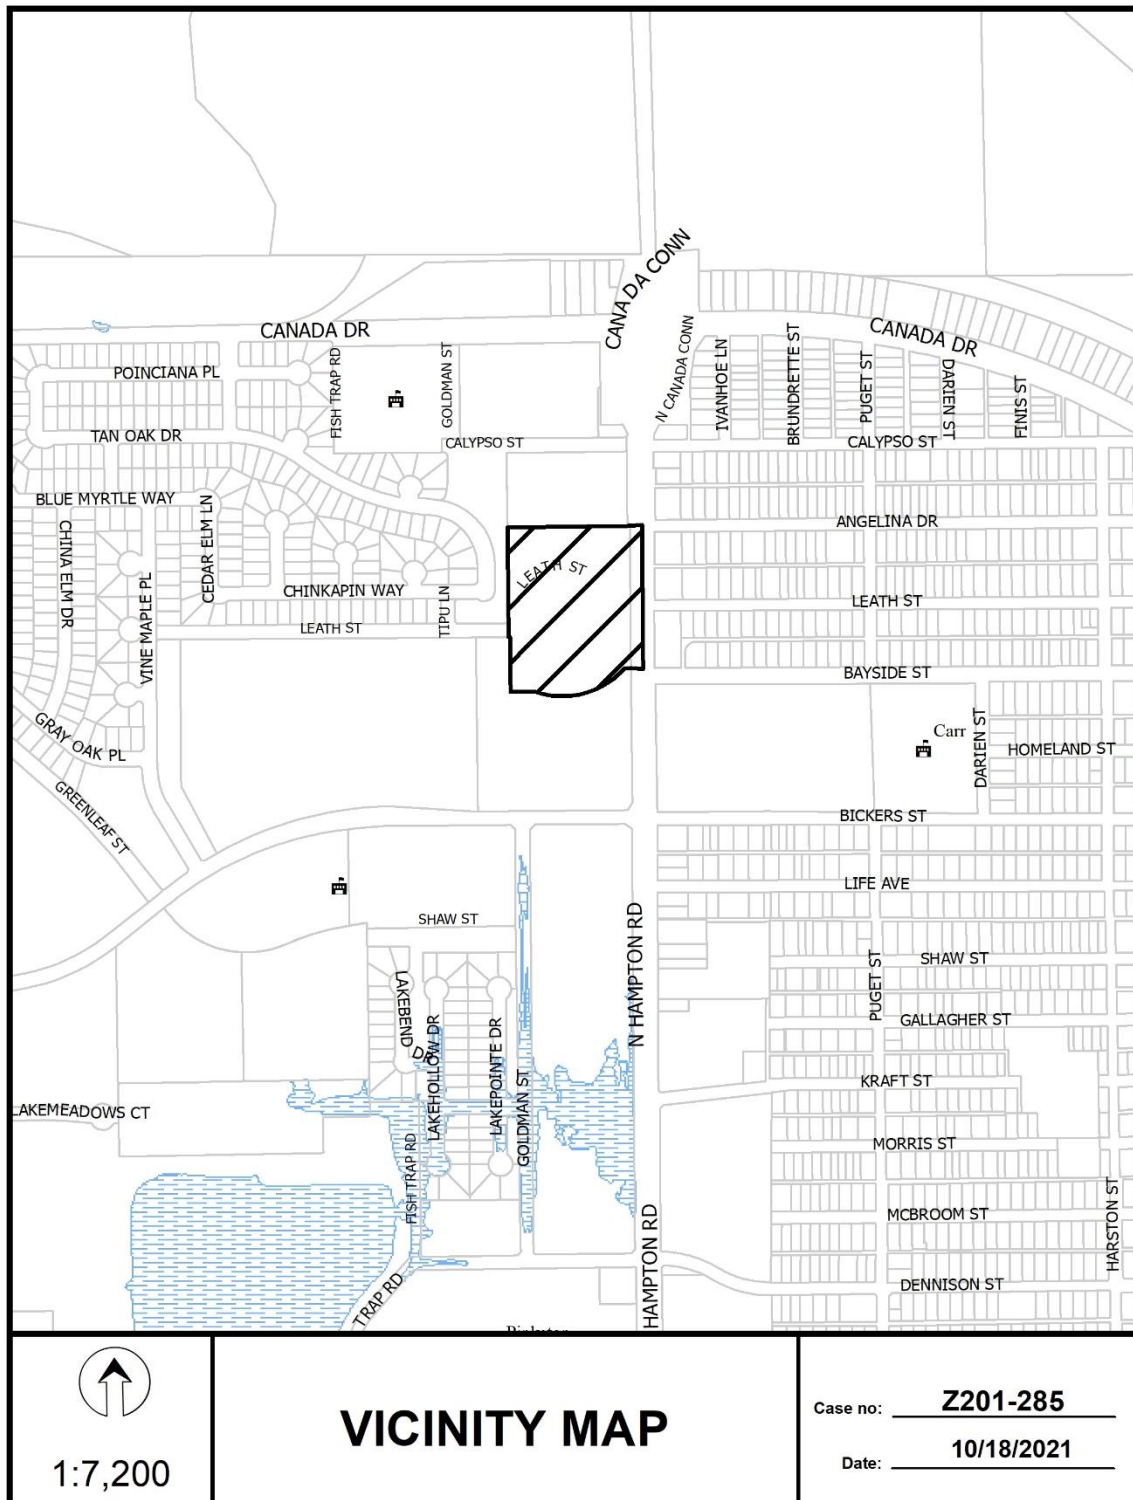 CANADA CONN
CANADA DR
CANADA DR
N CANADA CONN
IVANHOE LN
BRUNDRETTE ST
PUGET ST
DARIEN ST
FINIS ST
POINCIANA PL
FISH TRAP RD
GOLDMAN ST
TAN OAK DR
CALYPSO ST
CALYPSO ST
BLUE MYRTLE WAY
CHINA ELM DR
CEDAR ELM LN
ANGELINA DR
LEATH ST
CHINKAPIN WAY
TIPU LN
LEATH ST
LEATH ST
VINE MAPLE PL
BAYSIDE ST
GRAY OAK PL
Carr
DARIEN ST
HOMELAND ST
GREENLEAF ST
BICKERS ST
LIFE AVE
SHAW ST
N HAMPTON RD
PUGET ST
SHAW ST
LAKEBEND DR
LAKEHOLLOW DR
LAKEPOINTE DR
GOLDMAN ST
GALLAGHER ST
KRAFT ST
LAKEMEADOWS CT
FISH TRAP RD
MORRIS ST
HARSTON ST
MCBROOM ST
HAMPTON RD
DENNISON ST
TRAP RD
1:7,200
VICINITY MAP
Case no: Z201-285
Date: 10/18/2021